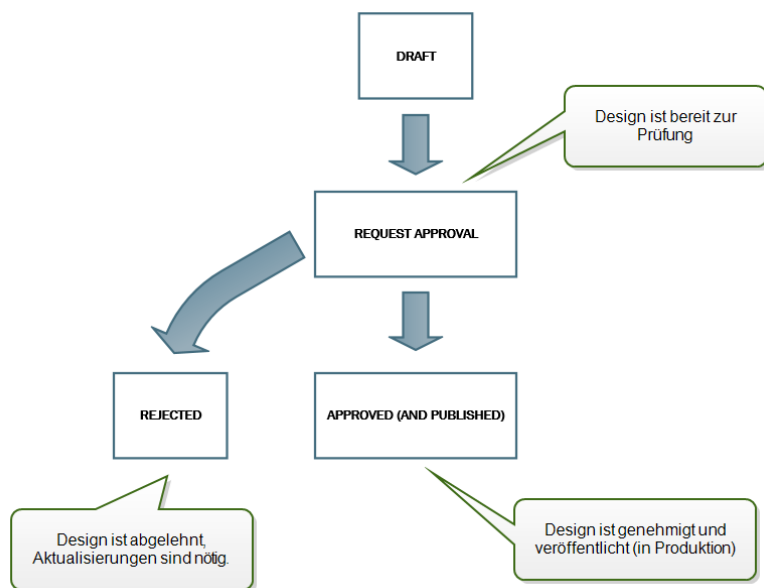 DRAFT
Design ist bereit zur
Prüfung
REQUEST APPROVAL
REJECTED
APPROVED (AND PUBLISHED)
Design ist abgelehnt,
Aktualisierungen sind nötig.
Design ist genehmigt und
veröffentlicht (in Produktion)